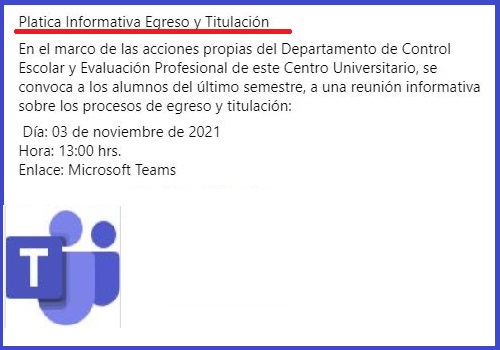 Platica Informativa Egreso y Titulación
En el marco de las acciones propias del Departamento de Control
Escolar y Evaluación Profesional de este Centro Universitario, se
convoca a los alumnos del último semestre, a una reunión informativa
sobre los procesos de egreso y titulación:
Día: 03 de noviembre de 2021
Hora: 13:00 hrs.
Enlace: Microsoft Teams
T